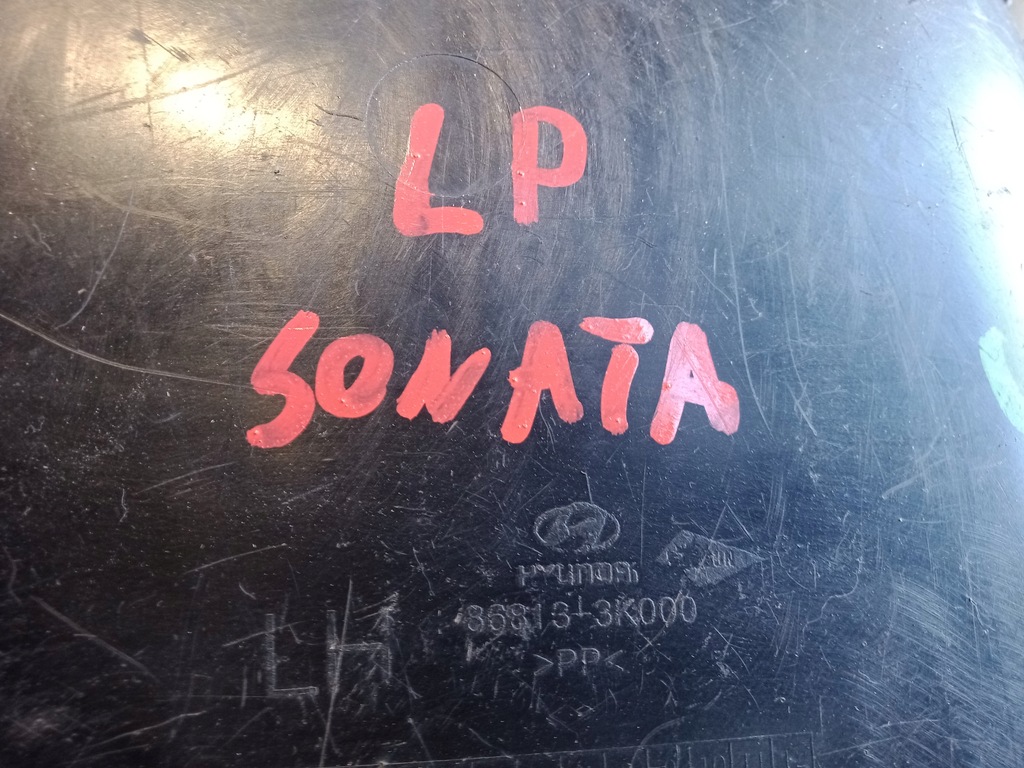 LP
SONATA
HYUNDAI
86813-3K000
LH
>PP<